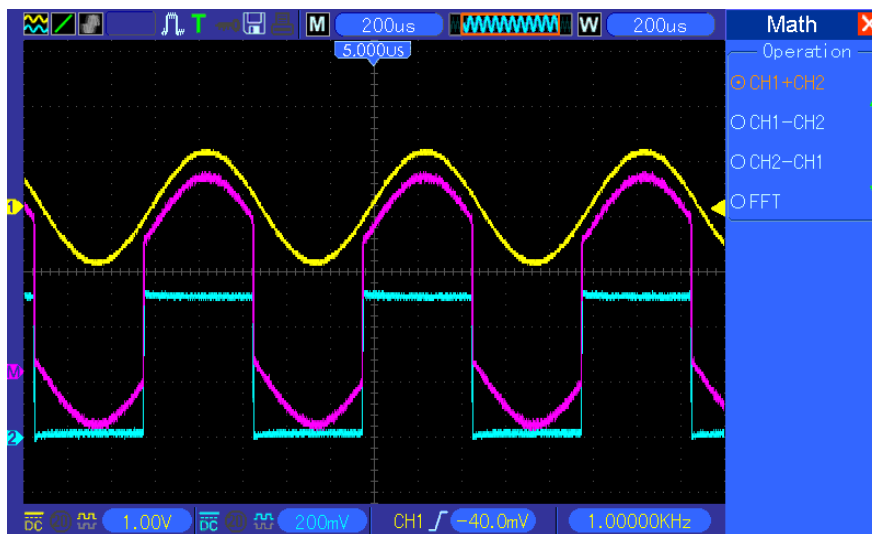 T M 200us W 200us Math X
5.000us
Operation
CH1+CH2
CH1-CH2
CH2-CH1
FFT
1
M
2
DC 1.00V DC 200mV CH1 -40.0mV 1.00000KHz